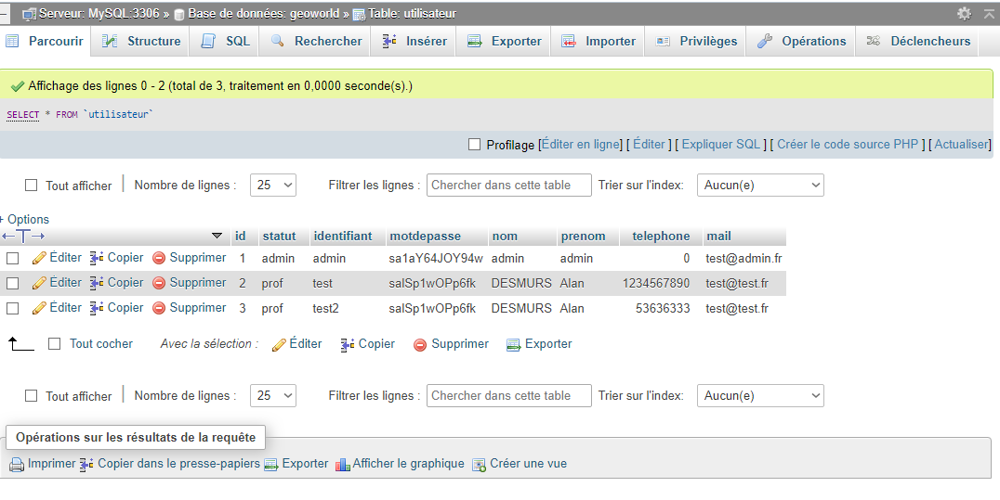 Serveur: MySQL:3306 » Base de données: geoworld » Table: utilisateur
Parcourir Structure SQL Rechercher Insérer Exporter Importer Privilèges Opérations Déclencheurs
Affichage des lignes 0 - 2 (total de 3, traitement en 0,0000 seconde(s).)
SELECT * FROM `utilisateur`
Profilage [Éditer en ligne] [ Éditer ] [ Expliquer SQL ] [ Créer le code source PHP ] [ Actualiser]
Tout afficher Nombre de lignes : 25 Filtrer les lignes : Chercher dans cette table Trier sur l'index: Aucun(e)
+ Options
←T→ id statut identifiant motdepasse nom prenom telephone mail
Éditer Copier Supprimer 1 admin admin sa1aY64JOY94w admin admin 0 test@admin.fr
Éditer Copier Supprimer 2 prof test salSp1wOPp6fk DESMURS Alan 1234567890 test@test.fr
Éditer Copier Supprimer 3 prof test2 salSp1wOPp6fk DESMURS Alan 53636333 test@test.fr
Tout cocher Avec la sélection : Éditer Copier Supprimer Exporter
Tout afficher Nombre de lignes : 25 Filtrer les lignes : Chercher dans cette table Trier sur l'index: Aucun(e)
Opérations sur les résultats de la requête
Imprimer Copier dans le presse-papiers Exporter Afficher le graphique Créer une vue